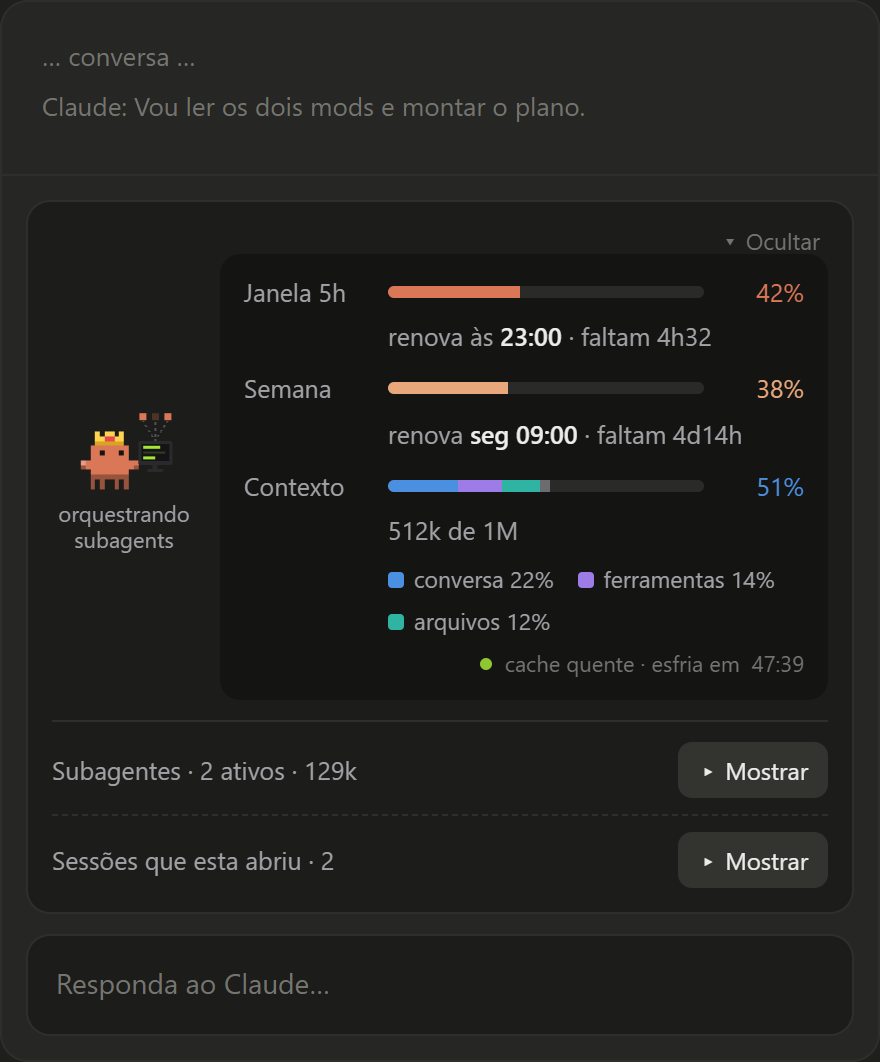 ... conversa ...
Claude: Vou ler os dois mods e montar o plano.
▾ Ocultar
Janela 5h 42%
renova às 23:00 · faltam 4h32
Semana 38%
renova seg 09:00 · faltam 4d14h
Contexto 51%
512k de 1M
conversa 22% ferramentas 14%
arquivos 12%
cache quente · esfria em 47:39
orquestrando
subagents
Subagentes · 2 ativos · 129k ▸ Mostrar
Sessões que esta abriu · 2 ▸ Mostrar
Responda ao Claude...